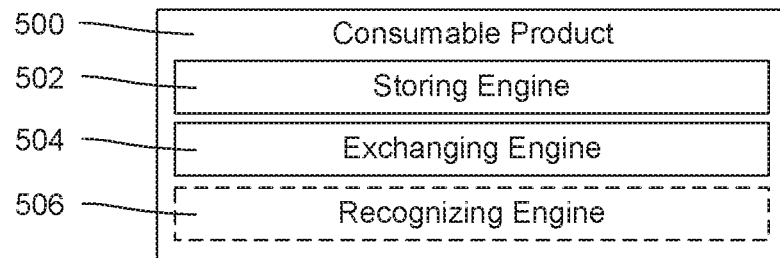 500 Consumable Product
502 Storing Engine
504 Exchanging Engine
506 Recognizing Engine